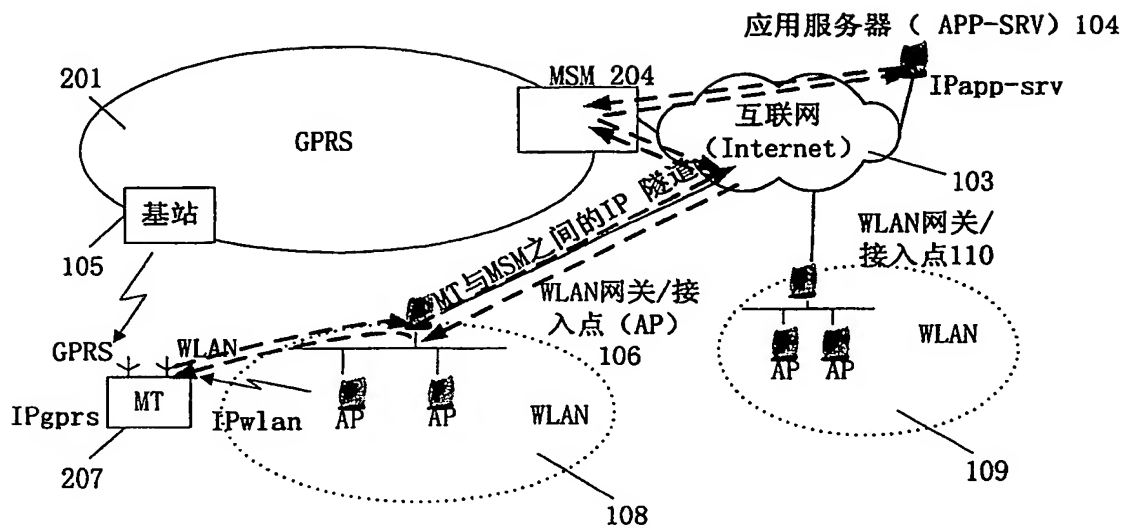 应用服务器（ APP-SRV）104
201
MSM 204
IPapp-srv
GPRS
互联网
（Internet）
103
基站
105
MT与MSM之间的IP 隧道
WLAN网关/
接入点110
WLAN网关/接
入点（AP）
106
GPRS
WLAN
WLAN
AP
AP
MT
IPgprs
IPwlan
AP
AP
WLAN
207
109
108